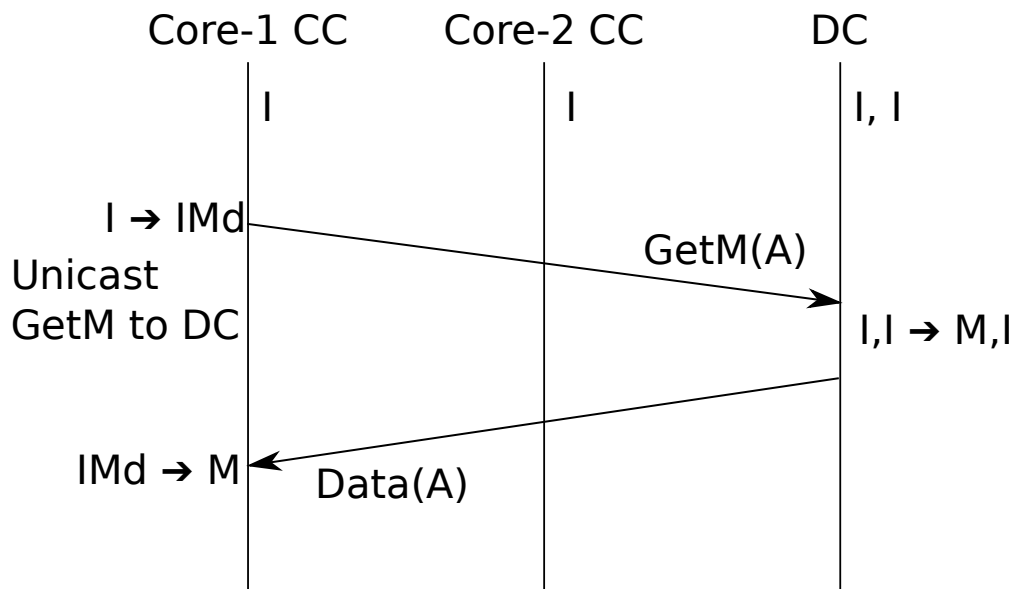 Core-1 CC
Core-2 CC
DC
I
I
I, I
I ➔ IMd
GetM(A)
Unicast
GetM to DC
I,I ➔ M,I
IMd ➔ M
Data(A)